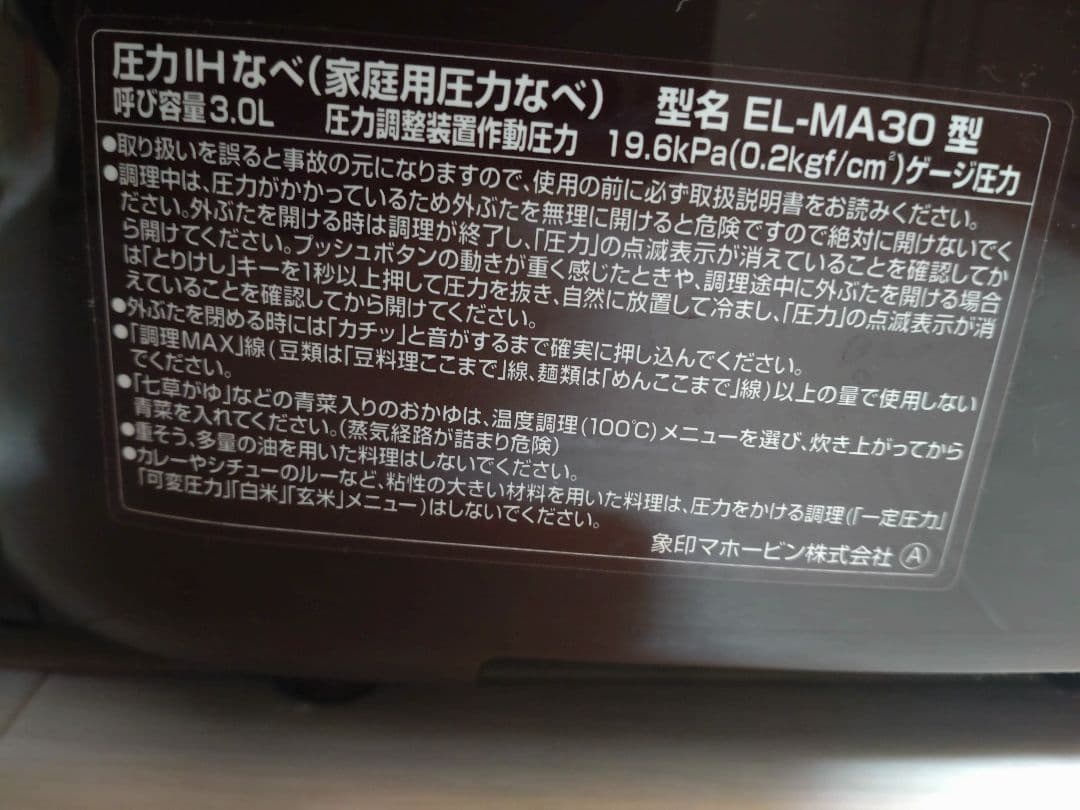 圧力IHなべ(家庭用圧力なべ) 型名 EL-MA30 型
呼び容量3.0L 圧力調整装置作動圧力 19.6kPa(0.2kgf/c㎡)ゲージ圧力
●取り扱いを誤ると事故の元になりますので、使用の前に必ず取扱説明書をお読みください。
●調理中は、圧力がかかっているため外ぶたを無理に開けると危険ですので絶対に開けないでく
ださい。外ぶたを開ける時は調理が終了し、「圧力」の点滅表示が消えていることを確認してか
ら開けてください。プッシュボタンの動きが重く感じたときや、調理途中に外ぶたを開ける場合
は「とりけし」キーを1秒以上押して圧力を抜き、自然に放置して冷まし、「圧力」の点滅表示が消
えていることを確認してから開けてください。
●外ぶたを閉める時には「カチッ」と音がするまで確実に押し込んでください。
●「調理MAX」線(豆類は「豆料理ここまで」線、麺類は「めんここまで」線)以上の量で使用しない
でください。
●「七草がゆ」などの青菜入りのおかゆは、温度調理(100℃)メニューを選び、炊き上がってから
青菜を入れてください。(蒸気経路が詰まり危険)
●重そう、多量の油を用いた料理はしないでください。
●カレーやシチューのルーなど、粘性の大きい材料を用いた料理は、圧力をかける調理(「一定圧力」
「可変圧力」「白米」「玄米」メニュー)はしないでください。
象印マホービン株式会社 Ⓐ